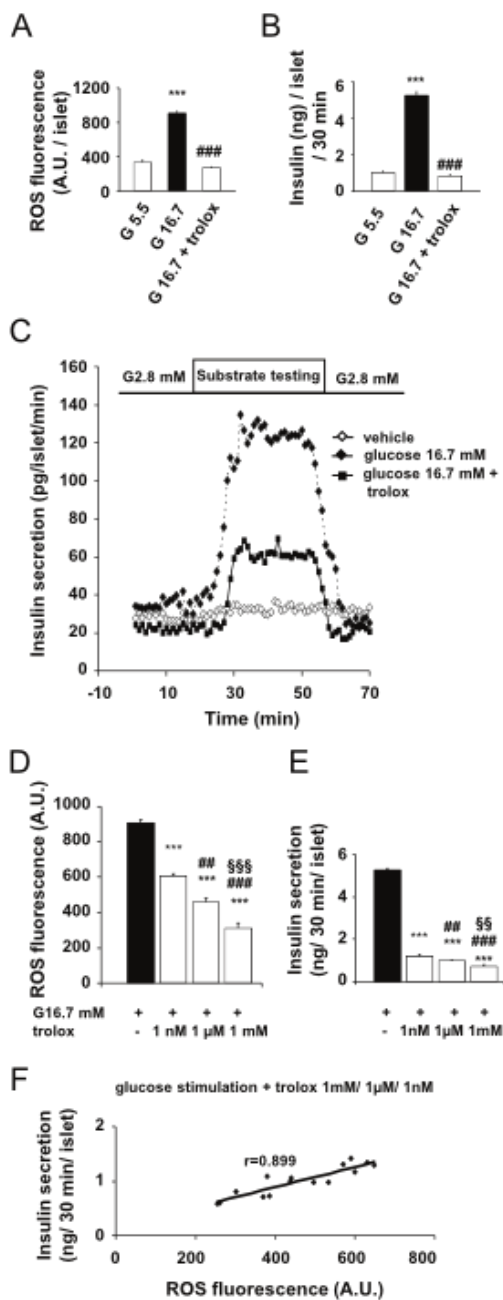 A
ROS fluorescence
(A.U. / islet)
1200
800
400
0
***
###
G 5.5
G 16.7
G 16.7 + trolox
B
Insulin (ng) / islet
/ 30 min
6
4
2
0
***
###
G 5.5
G 16.7
G 16.7 + trolox
C
G2.8 mM
Substrate testing
G2.8 mM
Insulin secretion (pg/islet/min)
160
140
120
100
80
60
40
20
0
-10
10
30
50
70
Time (min)
vehicle
glucose 16.7 mM
glucose 16.7 mM +
trolox
D
ROS fluorescence (A.U.)
1000
800
600
400
200
0
***
##
***
§§§
###
***
G16.7 mM + + + +
trolox - 1 nM 1 µM 1 mM
E
Insulin secretion
(ng/ 30 min/ islet)
6
4
2
0
***
##
***
§§
###
***
+ + + +
- 1nM 1µM 1mM
F
glucose stimulation + trolox 1mM/ 1µM/ 1nM
Insulin secretion
(ng/ 30 min/ islet)
2
1
0
r=0.899
0 200 400 600 800
ROS fluorescence (A.U.)